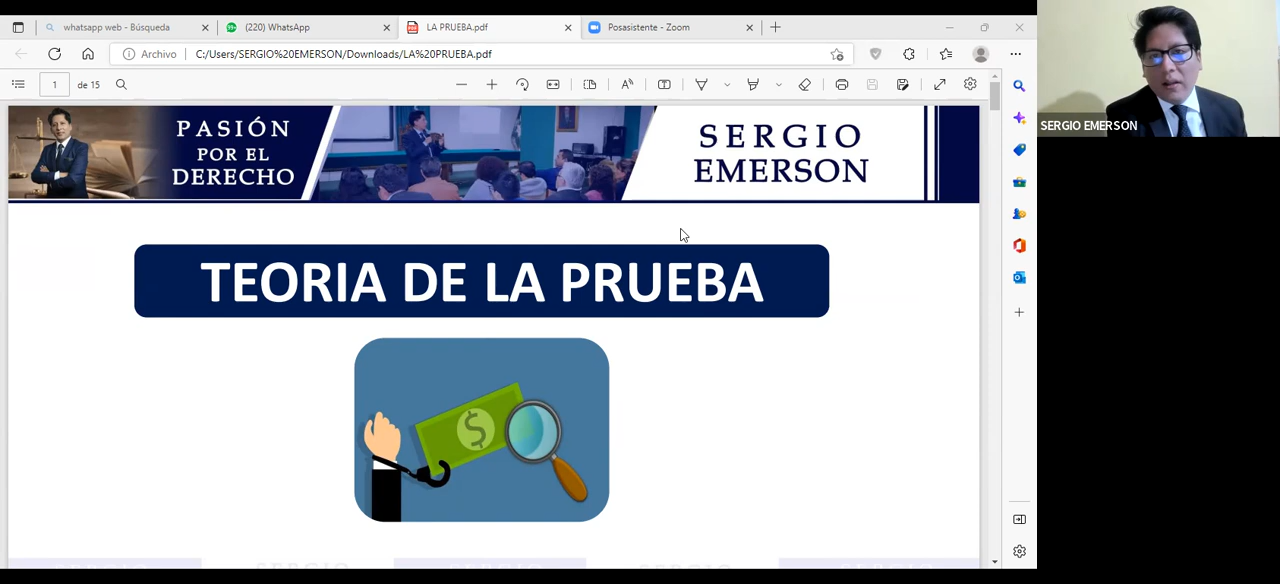 whatsapp web - Búsqueda
(220) WhatsApp
LA PRUEBA.pdf
Posasistente - Zoom
Archivo
C:/Users/SERGIO%20EMERSON/Downloads/LA%20PRUEBA.pdf
1
de 15
PASIÓN
POR EL
DERECHO
SERGIO
EMERSON
TEORIA DE LA PRUEBA
$
SERGIO EMERSON